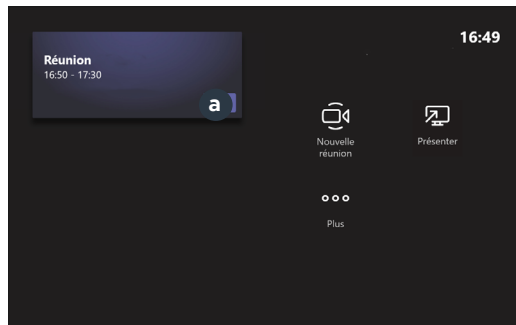 16:49
Réunion
16:50 - 17:30
a
Nouvelle
réunion
Présenter
Plus